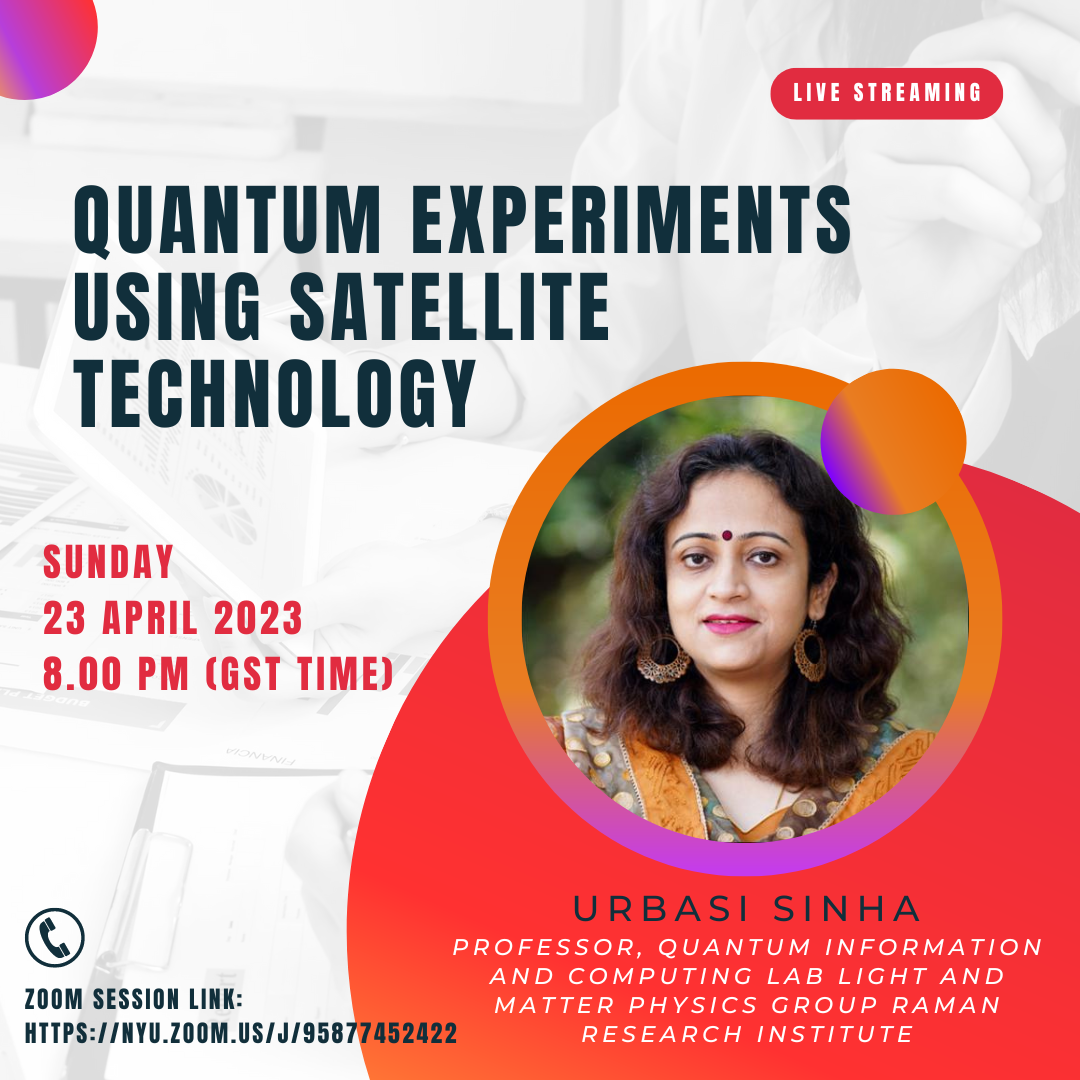 LIVE STREAMING
QUANTUM EXPERIMENTS
USING SATELLITE
TECHNOLOGY
SUNDAY
23 APRIL 2023
8.00 PM (GST TIME)
FINANCIA
URBASI SINHA
PROFESSOR, QUANTUM INFORMATION
AND COMPUTING LAB LIGHT AND
MATTER PHYSICS GROUP RAMAN
RESEARCH INSTITUTE
ZOOM SESSION LINK:
HTTPS://NYU.ZOOM.US/J/95877452422